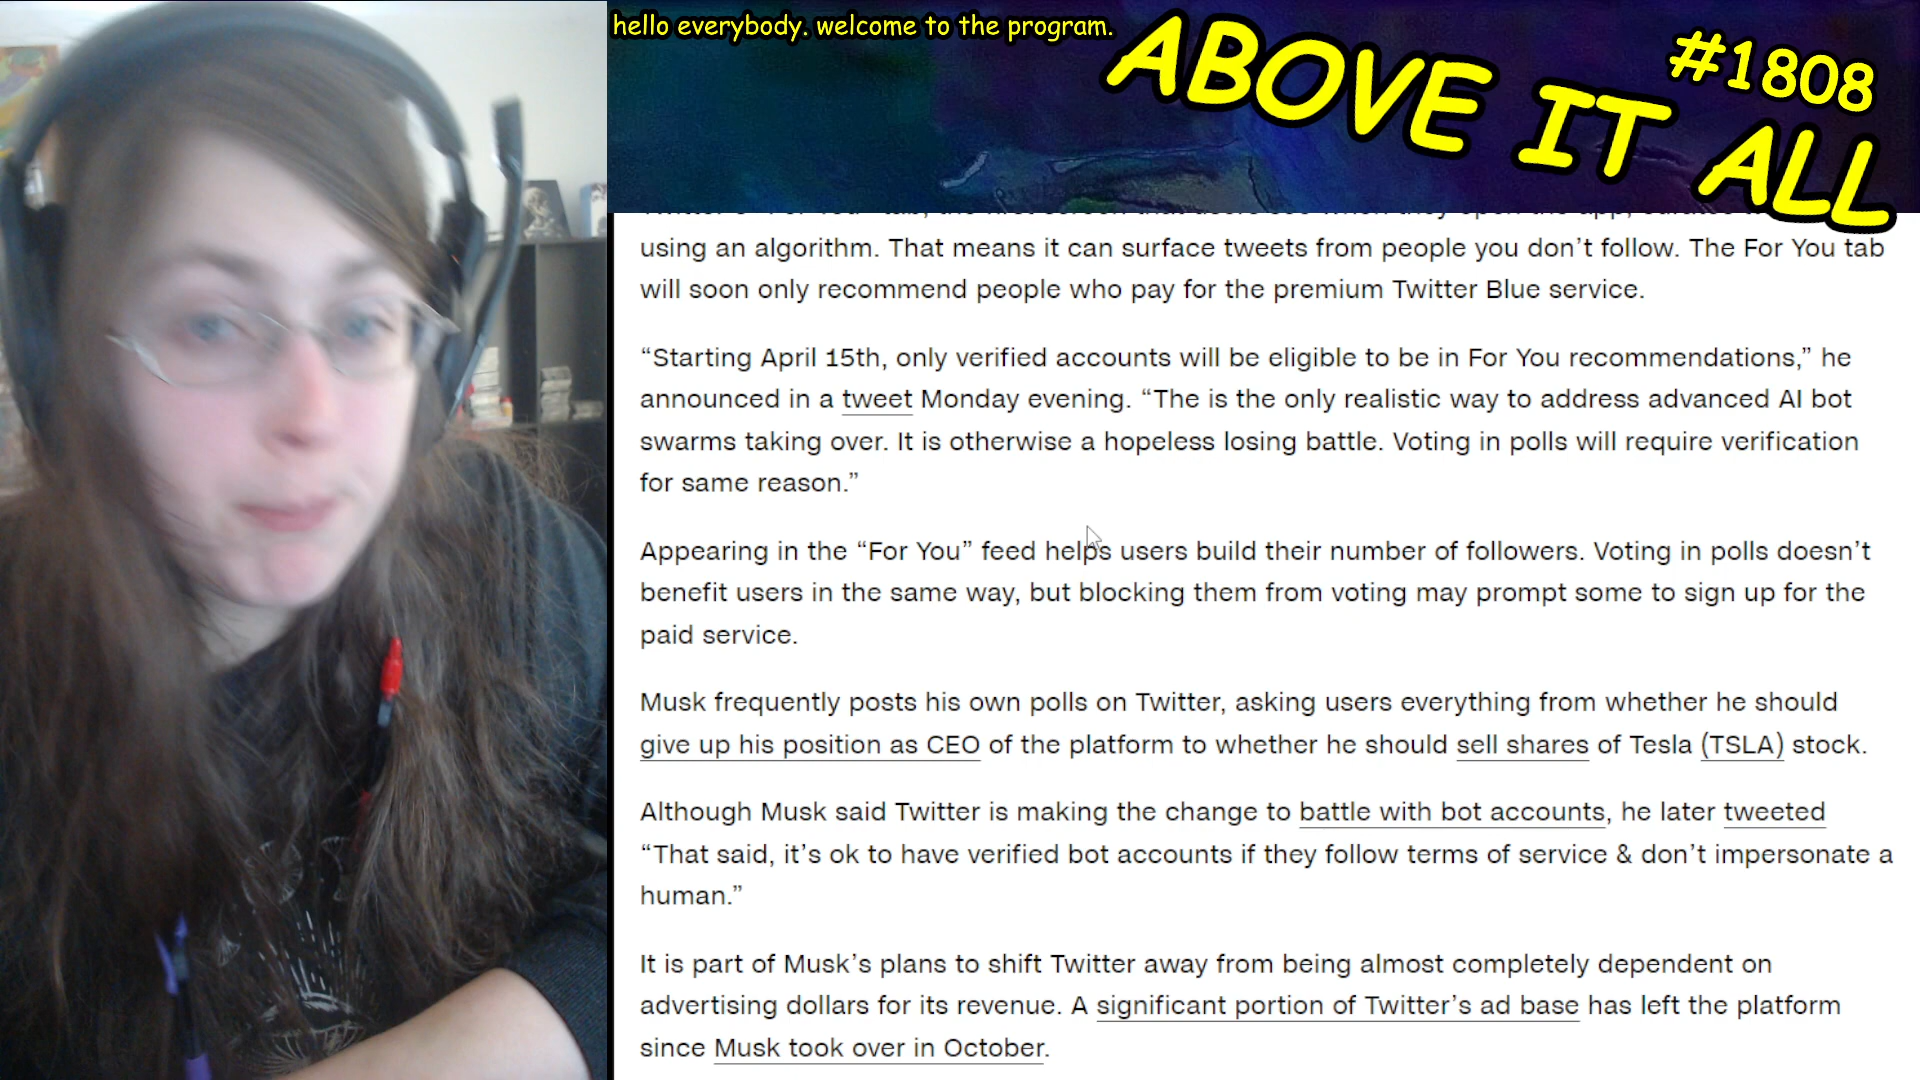 hello everybody. welcome to the program.
#1808
ABOVE IT ALL
using an algorithm. That means it can surface tweets from people you don’t follow. The For You tab
will soon only recommend people who pay for the premium Twitter Blue service.
“Starting April 15th, only verified accounts will be eligible to be in For You recommendations,” he
announced in a tweet Monday evening. “The is the only realistic way to address advanced AI bot
swarms taking over. It is otherwise a hopeless losing battle. Voting in polls will require verification
for same reason.”
Appearing in the “For You” feed helps users build their number of followers. Voting in polls doesn’t
benefit users in the same way, but blocking them from voting may prompt some to sign up for the
paid service.
Musk frequently posts his own polls on Twitter, asking users everything from whether he should
give up his position as CEO of the platform to whether he should sell shares of Tesla (TSLA) stock.
Although Musk said Twitter is making the change to battle with bot accounts, he later tweeted
“That said, it’s ok to have verified bot accounts if they follow terms of service & don’t impersonate a
human.”
It is part of Musk’s plans to shift Twitter away from being almost completely dependent on
advertising dollars for its revenue. A significant portion of Twitter’s ad base has left the platform
since Musk took over in October.